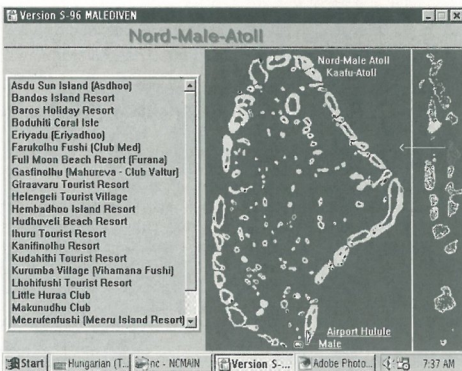 Version S-96 MALEDIVEN
Nord-Male-Atoll
Asdu Sun Island (Asdhoo)
Bandos Island Resort
Baros Holiday Resort
Boduhiti Coral Isle
Eriyadu (Eriyadhoo)
Farukolhu Fushi (Club Med)
Full Moon Beach Resort (Furana)
Gasfinolhu (Mahureva - Club Valtur)
Giraavaru Tourist Resort
Helengeli Tourist Village
Hembadhoo Island Resort
Hudhuveli Beach Resort
Ihuru Tourist Resort
Kanifinolhu Resort
Kudahithi Tourist Resort
Kurumba Village (Vihamana Fushi)
Lhohifushi Tourist Resort
Little Huraa Club
Makunudhu Club
Meerufenfushi (Meeru Island Resort)
Nord-Male Atoll
Kaafu-Atoll
Airport Hulule
Male
Start
Hungarian (T...
nc - NCMAIN
Version S-...
Adobe Photo...
7:37 AM